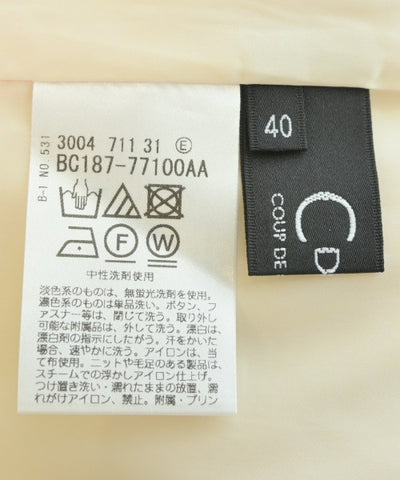 B-1 NO.531
3004 711 31 E
BC187-77100AA
F W
中性洗剤使用
淡色系のものは、無蛍光洗剤を使用。
濃色系のものは単品洗い。ボタン、フ
ァスナー等は、閉じて洗う。取り外し
可能な附属品は、外して洗う。漂白は、
漂白剤の指示にしたがう。汗をかいた
場合、速やかに洗う。アイロンは、当
て布使用。ニットや毛足のある製品は、
スチームでの浮かしアイロン仕上げ。
つけ置き洗い・濡れたままの放置、濡
れがけアイロン、禁止。附属・プリン
40
CD
COUP DE